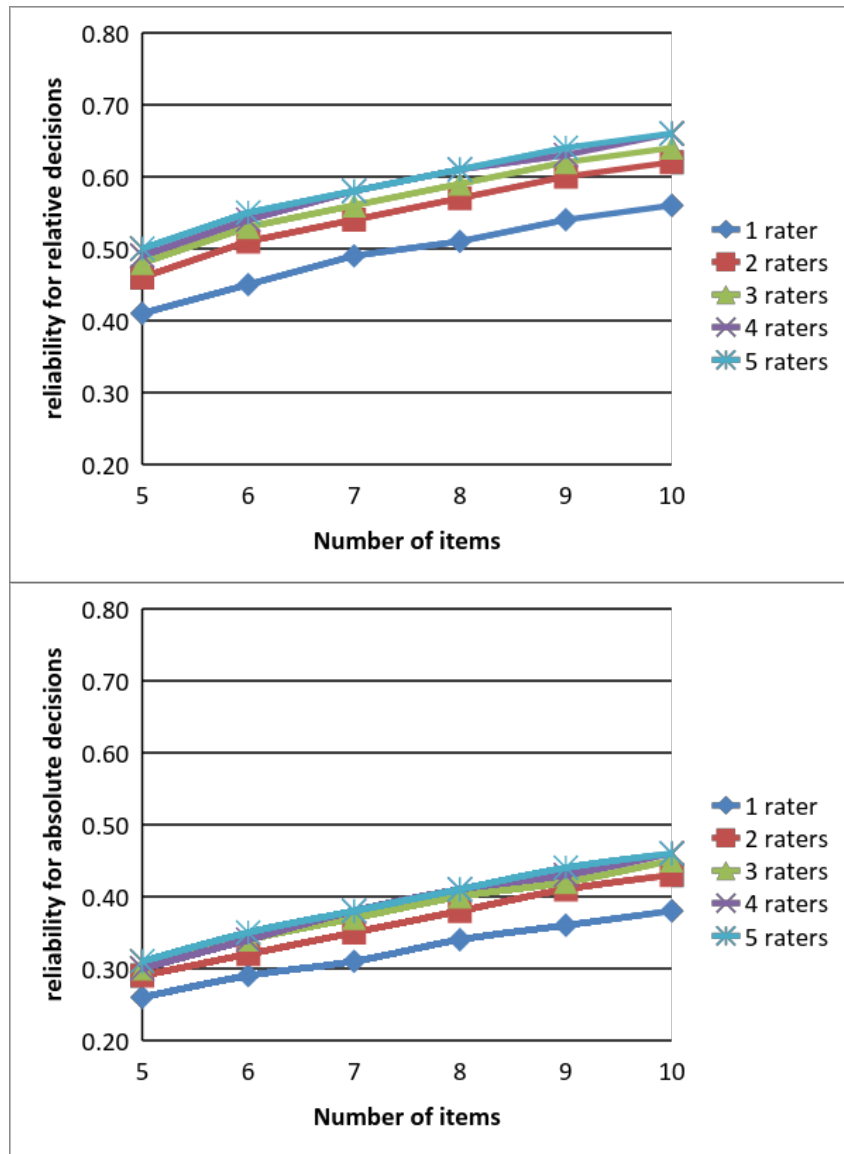 reliability for relative decisions
0.80
0.70
0.60
0.50
0.40
0.30
0.20
5 6 7 8 9 10
Number of items
1 rater
2 raters
3 raters
4 raters
5 raters
reliability for absolute decisions
0.80
0.70
0.60
0.50
0.40
0.30
0.20
5 6 7 8 9 10
Number of items
1 rater
2 raters
3 raters
4 raters
5 raters